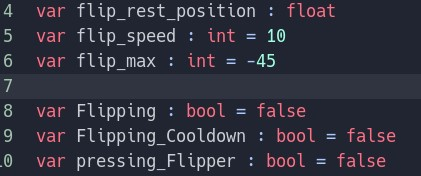 4 var flip_rest_position : float
5 var flip_speed : int = 10
6 var flip_max : int = -45
7
8 var Flipping : bool = false
9 var Flipping_Cooldown : bool = false
10 var pressing_Flipper : bool = false